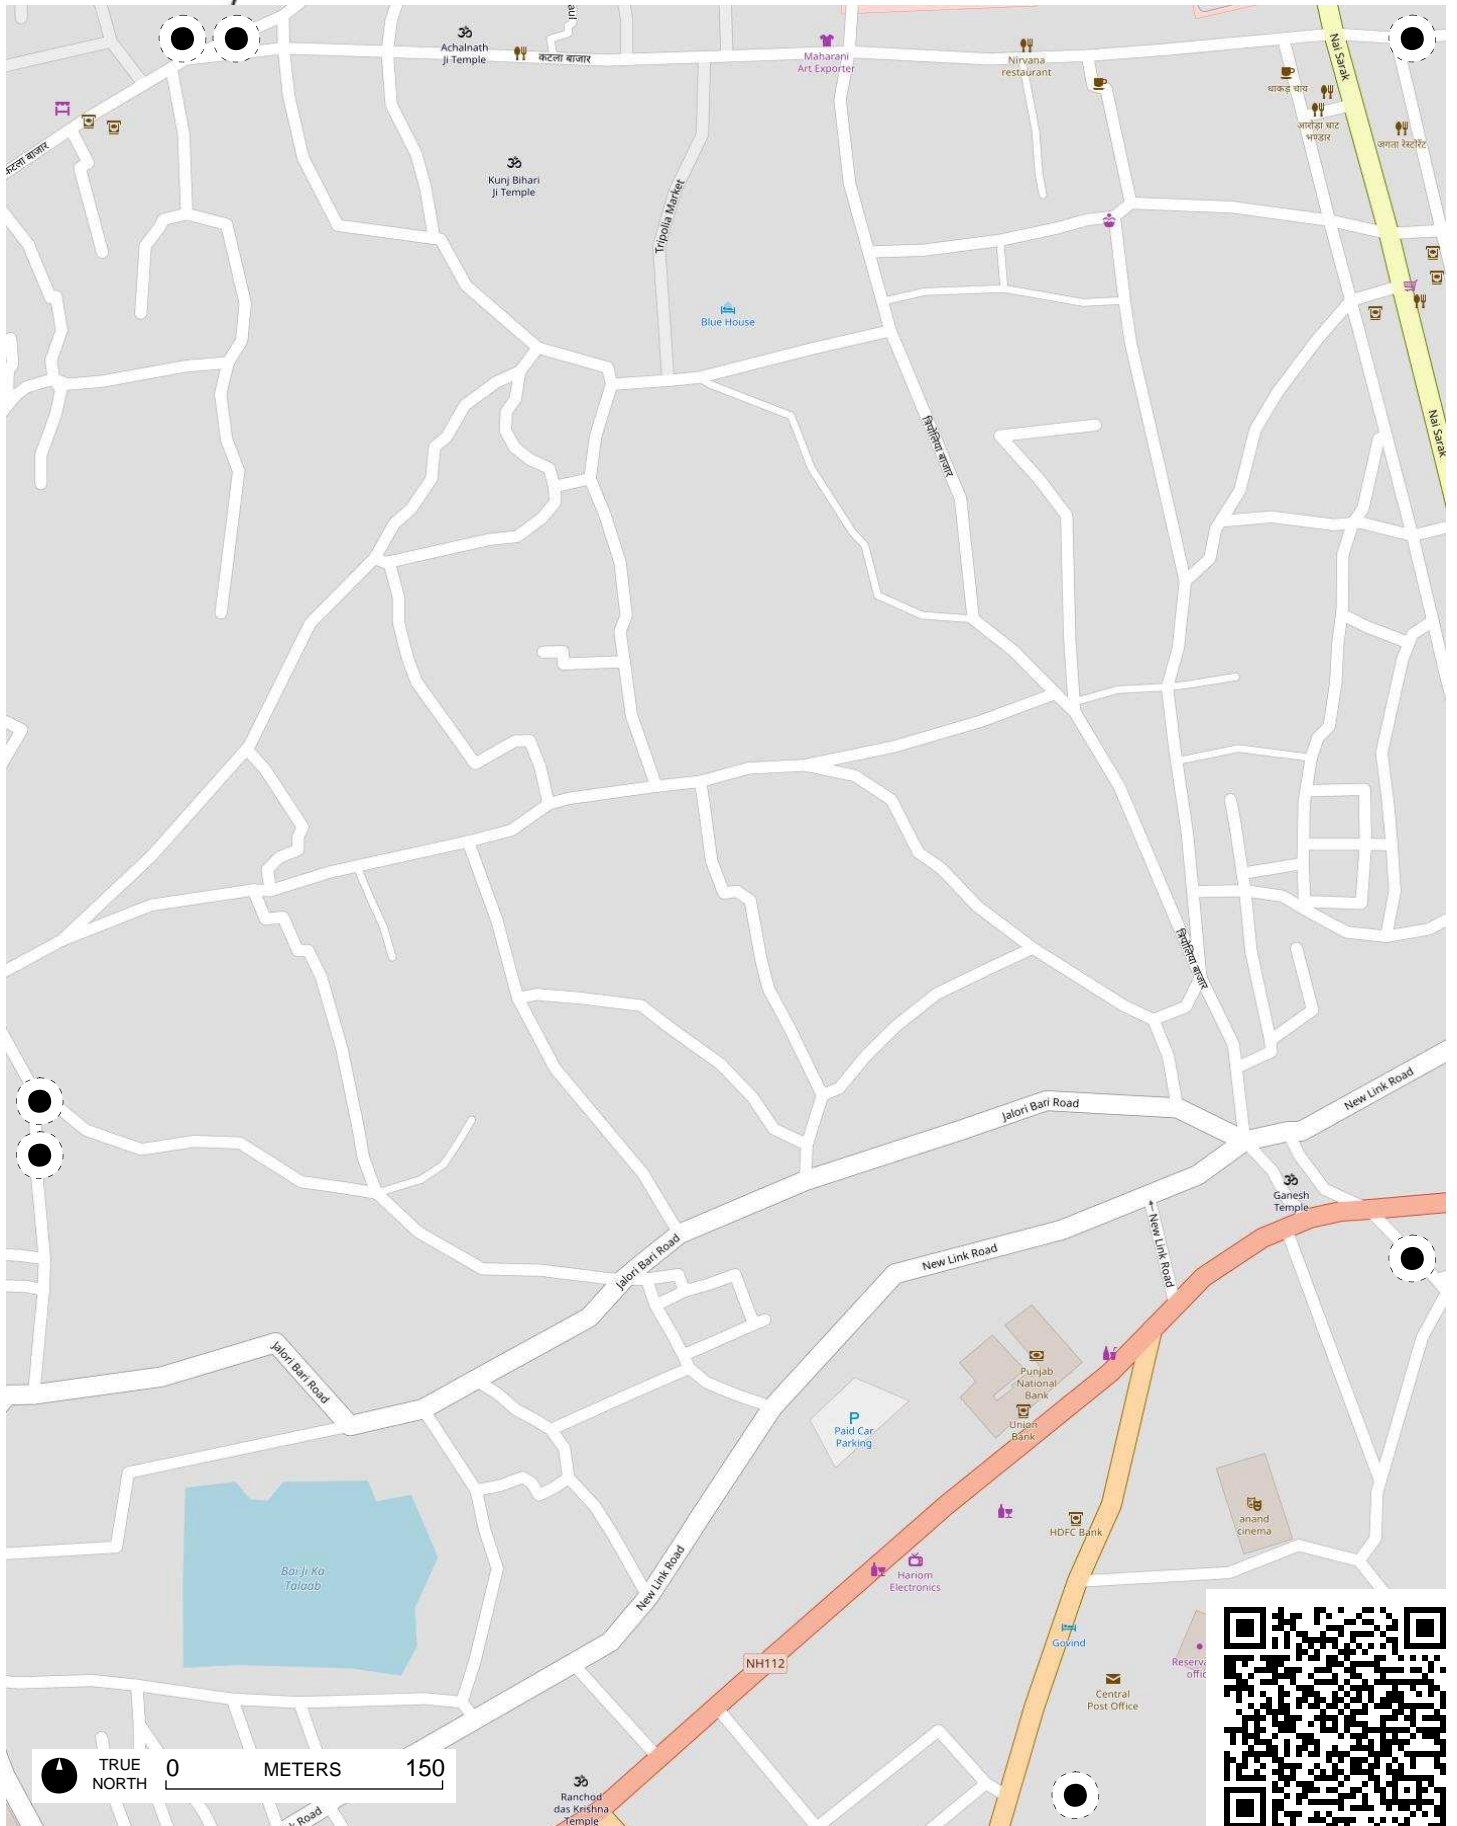 Achalnath
Ji Temple
कटला बाजार
Maharani
Art Exporter
Nirvana
restaurant
Nai Sarak
धाकड़ चाय
आरोड़ा चाट
भण्डार
जगता रेस्टोरेंट
कटला बाजार
Kunj Bihari
Ji Temple
Tripolia Market
Blue House
त्रिपोलिया बाजार
Nai Sarak
त्रिपोलिया बाजार
Jalori Bari Road
New Link Road
Ganesh
Temple
← New Link Road
New Link Road
Jalori Bari Road
Jalori Bari Road
Punjab
National
Bank
Union
Bank
P
Paid Car
Parking
HDFC Bank
anand
cinema
Bai Ji Ka
Talaab
New Link Road
Hariom
Electronics
Govind
NH112
Central
Post Office
TRUE
NORTH
0 METERS 150
Ranchod
das Krishna
Temple
Road